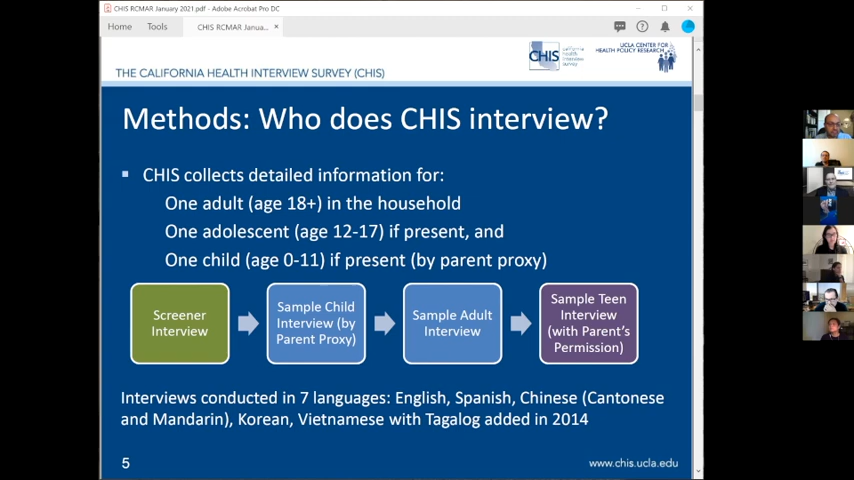 CHIS RCMAR January 2021.pdf - Adobe Acrobat Pro DC
Home Tools CHIS RCMAR Janua... ×
CHIS california health interview survey
UCLA CENTER FOR
HEALTH POLICY RESEARCH
THE CALIFORNIA HEALTH INTERVIEW SURVEY (CHIS)
Methods: Who does CHIS interview?
▪ CHIS collects detailed information for:
One adult (age 18+) in the household
One adolescent (age 12-17) if present, and
One child (age 0-11) if present (by parent proxy)
Screener
Interview
Sample Child
Interview (by
Parent Proxy)
Sample Adult
Interview
Sample Teen
Interview
(with Parent's
Permission)
Interviews conducted in 7 languages: English, Spanish, Chinese (Cantonese
and Mandarin), Korean, Vietnamese with Tagalog added in 2014
5
www.chis.ucla.edu